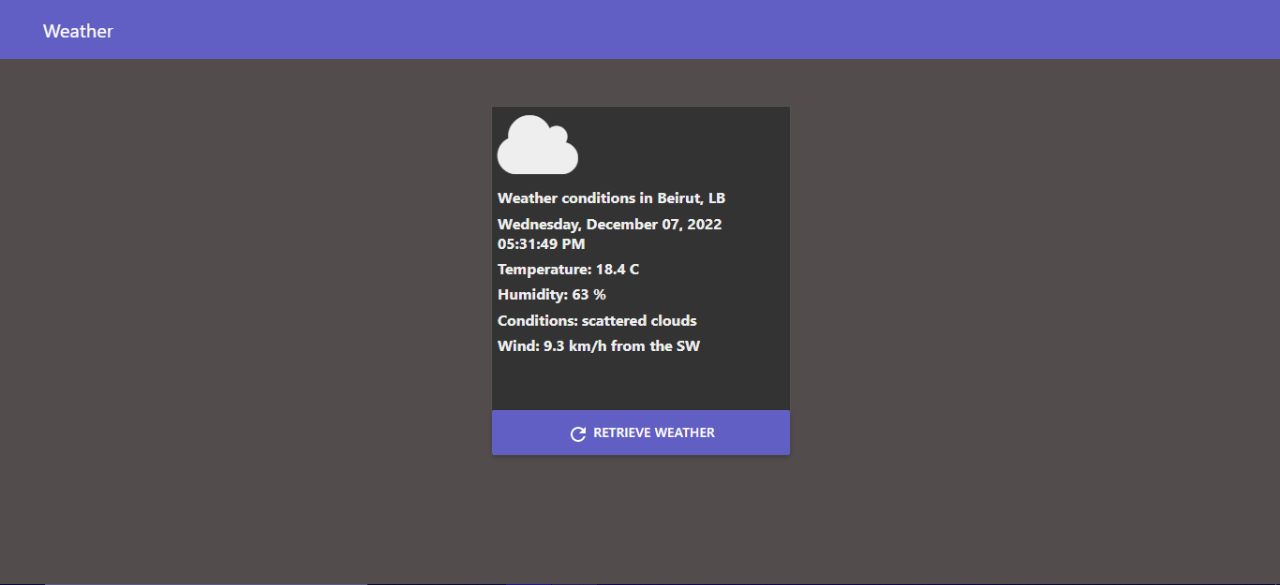 Weather
Weather conditions in Beirut, LB
Wednesday, December 07, 2022
05:31:49 PM
Temperature: 18.4 C
Humidity: 63 %
Conditions: scattered clouds
Wind: 9.3 km/h from the SW
RETRIEVE WEATHER